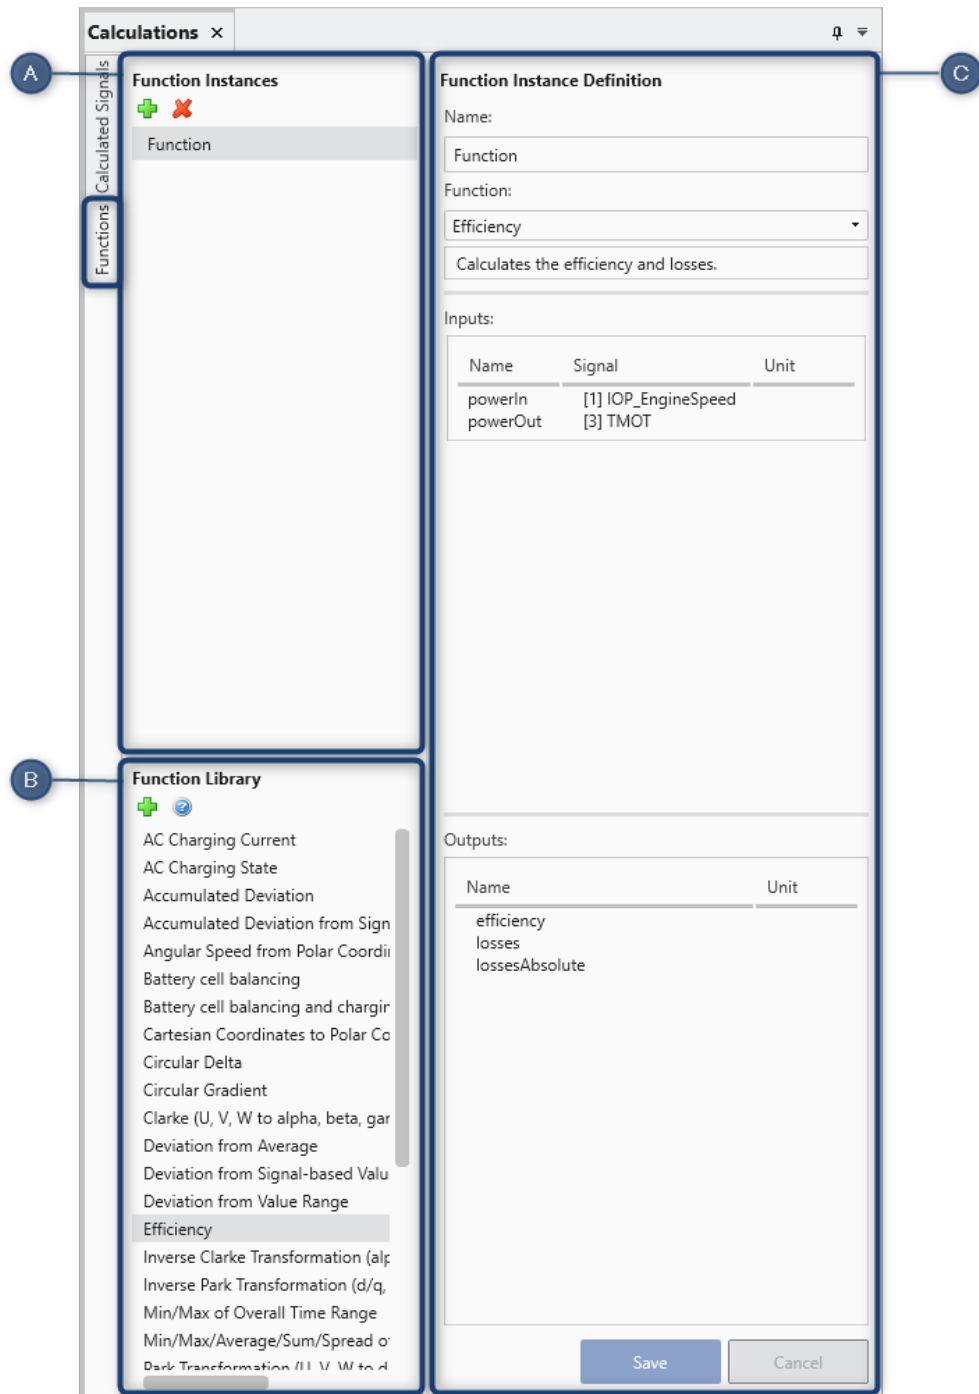 Calculations ×
A
C
Calculated Signals
Functions
Function Instances
Function
Function Instance Definition
Name:
Function
Function:
Efficiency
Calculates the efficiency and losses.
Inputs:
Name Signal Unit
powerIn [1] IOP_EngineSpeed
powerOut [3] TMOT
B
Function Library
AC Charging Current
AC Charging State
Accumulated Deviation
Accumulated Deviation from Sign
Angular Speed from Polar Coordi
Battery cell balancing
Battery cell balancing and chargin
Cartesian Coordinates to Polar Co
Circular Delta
Circular Gradient
Clarke (U, V, W to alpha, beta, gar
Deviation from Average
Deviation from Signal-based Valu
Deviation from Value Range
Efficiency
Inverse Clarke Transformation (alp
Inverse Park Transformation (d/q,
Min/Max of Overall Time Range
Min/Max/Average/Sum/Spread of
Park Transformation (U, V, W to d
Outputs:
Name Unit
efficiency
losses
lossesAbsolute
Save Cancel